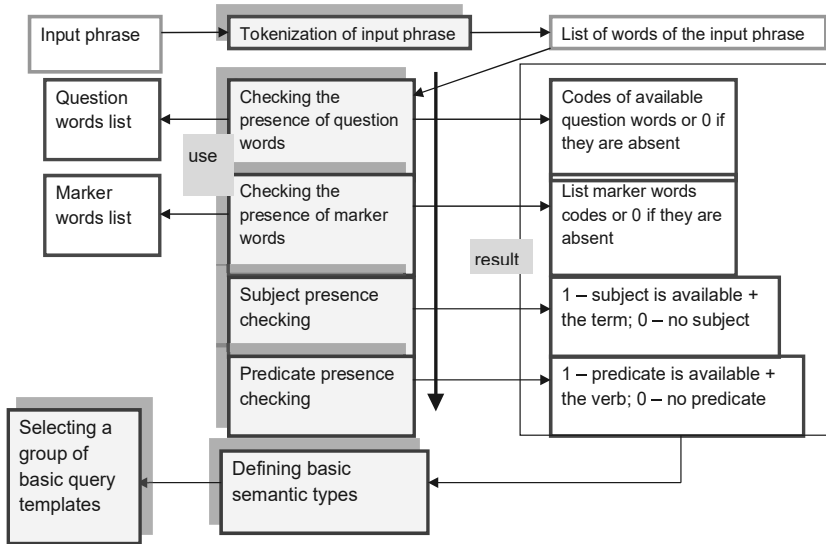 Input phrase
Tokenization of input phrase
List of words of the input phrase
Question
words list
Checking the
presence of question
words
Codes of available
question words or 0 if
they are absent
use
Marker
words list
Checking the
presence of marker
words
List marker words
codes or 0 if they are
absent
result
Subject presence
checking
1 – subject is available +
the term; 0 – no subject
Predicate presence
checking
1 – predicate is available +
the verb; 0 – no predicate
Selecting a
group of
basic query
templates
Defining basic
semantic types